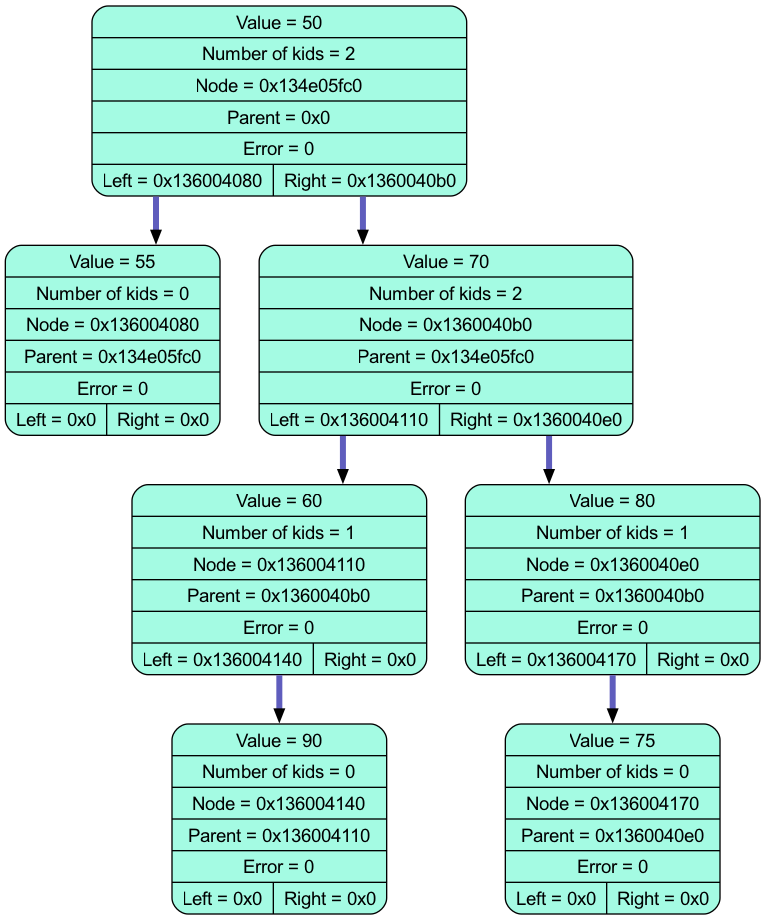 Value = 50
Number of kids = 2
Node = 0x134e05fc0
Parent = 0x0
Error = 0
Left = 0x136004080 Right = 0x1360040b0
Value = 55
Number of kids = 0
Node = 0x136004080
Parent = 0x134e05fc0
Error = 0
Left = 0x0 Right = 0x0
Value = 70
Number of kids = 2
Node = 0x1360040b0
Parent = 0x134e05fc0
Error = 0
Left = 0x136004110 Right = 0x1360040e0
Value = 60
Number of kids = 1
Node = 0x136004110
Parent = 0x1360040b0
Error = 0
Left = 0x136004140 Right = 0x0
Value = 80
Number of kids = 1
Node = 0x1360040e0
Parent = 0x1360040b0
Error = 0
Left = 0x136004170 Right = 0x0
Value = 90
Number of kids = 0
Node = 0x136004140
Parent = 0x136004110
Error = 0
Left = 0x0 Right = 0x0
Value = 75
Number of kids = 0
Node = 0x136004170
Parent = 0x1360040e0
Error = 0
Left = 0x0 Right = 0x0